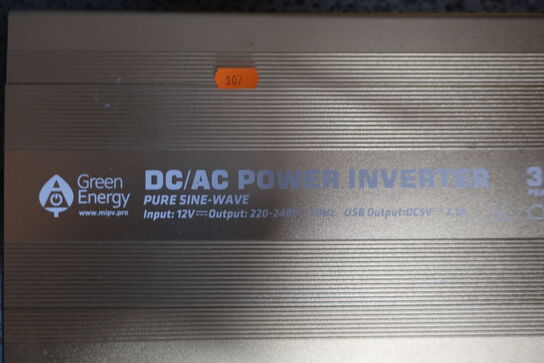 307
Green
Energy
www.mipv.pro
DC/AC POWER INVERTER
PURE SINE-WAVE
Input: 12V⎓Output: 220-240V~ 50Hz USB Output:DC5V⎓2.1A
3